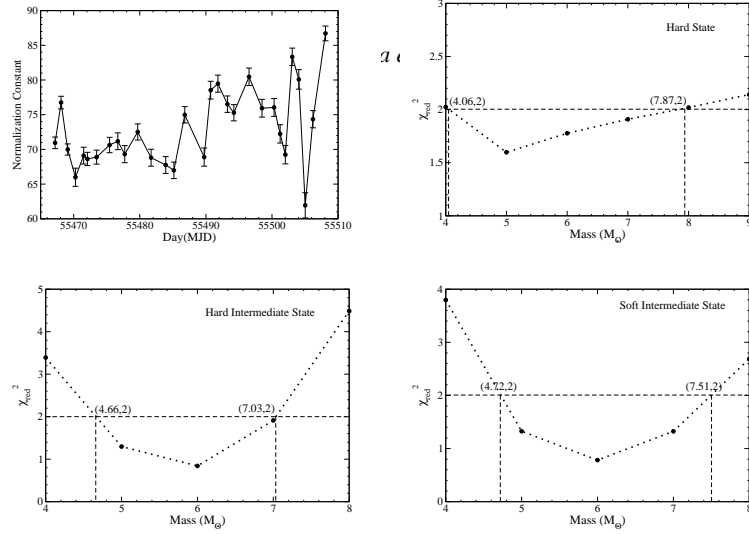 90
85
80
75
70
65
60
Normalization Constant
55470 55480 55490 55500 55510
Day(MJD)
a
3
2.5
2
1.5
1
χred2
Hard State
(4.06,2) (7.87,2)
4 5 6 7 8 9
Mass (M⊙)
5
4
3
2
1
0
χred2
Hard Intermediate State
(4.66,2) (7.03,2)
4 5 6 7 8
Mass (M⊙)
4
3
2
1
0
χred2
Soft Intermediate State
(4.72,2) (7.51,2)
4 5 6 7 8
Mass (M⊙)